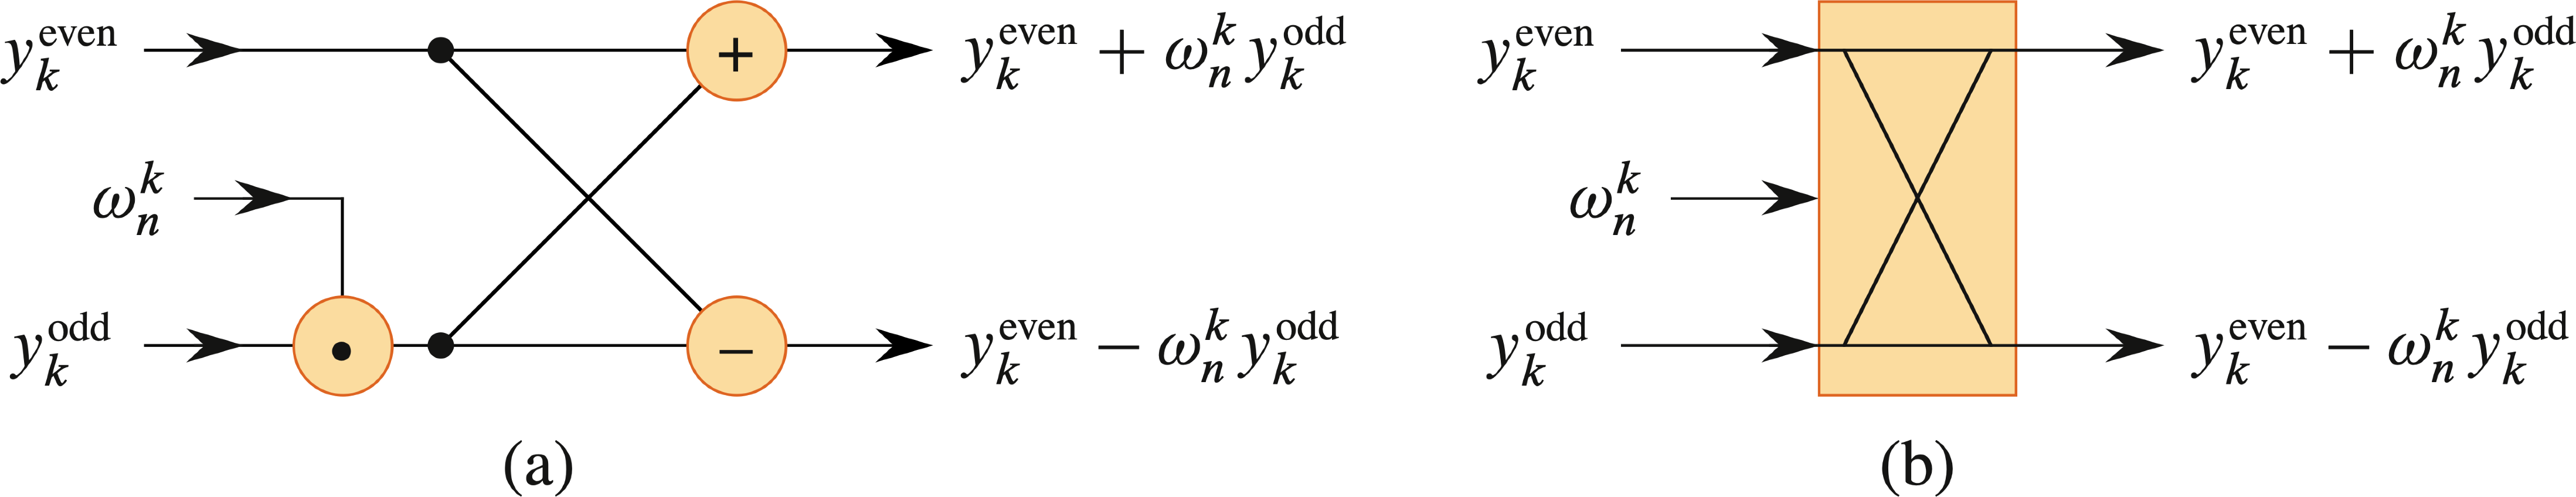 y_k^even + y_k^even + ω_n^k y_k^odd
ω_n^k
y_k^odd · − y_k^even − ω_n^k y_k^odd
(a)
y_k^even y_k^even + ω_n^k y_k^odd
ω_n^k
y_k^odd y_k^even − ω_n^k y_k^odd
(b)